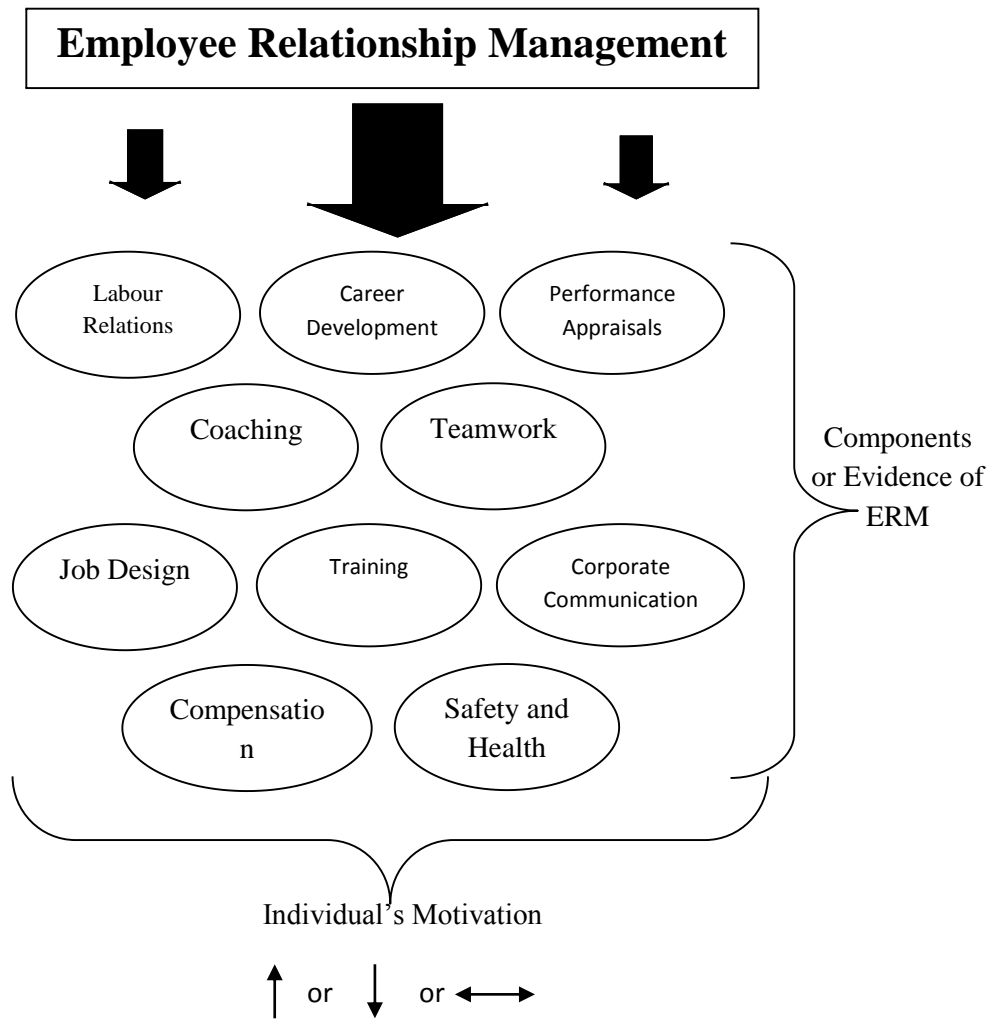 Employee Relationship Management
Labour
Relations
Career
Development
Performance
Appraisals
Coaching
Teamwork
Components
or Evidence of
ERM
Job Design
Training
Corporate
Communication
Compensatio
n
Safety and
Health
Individual’s Motivation
or or